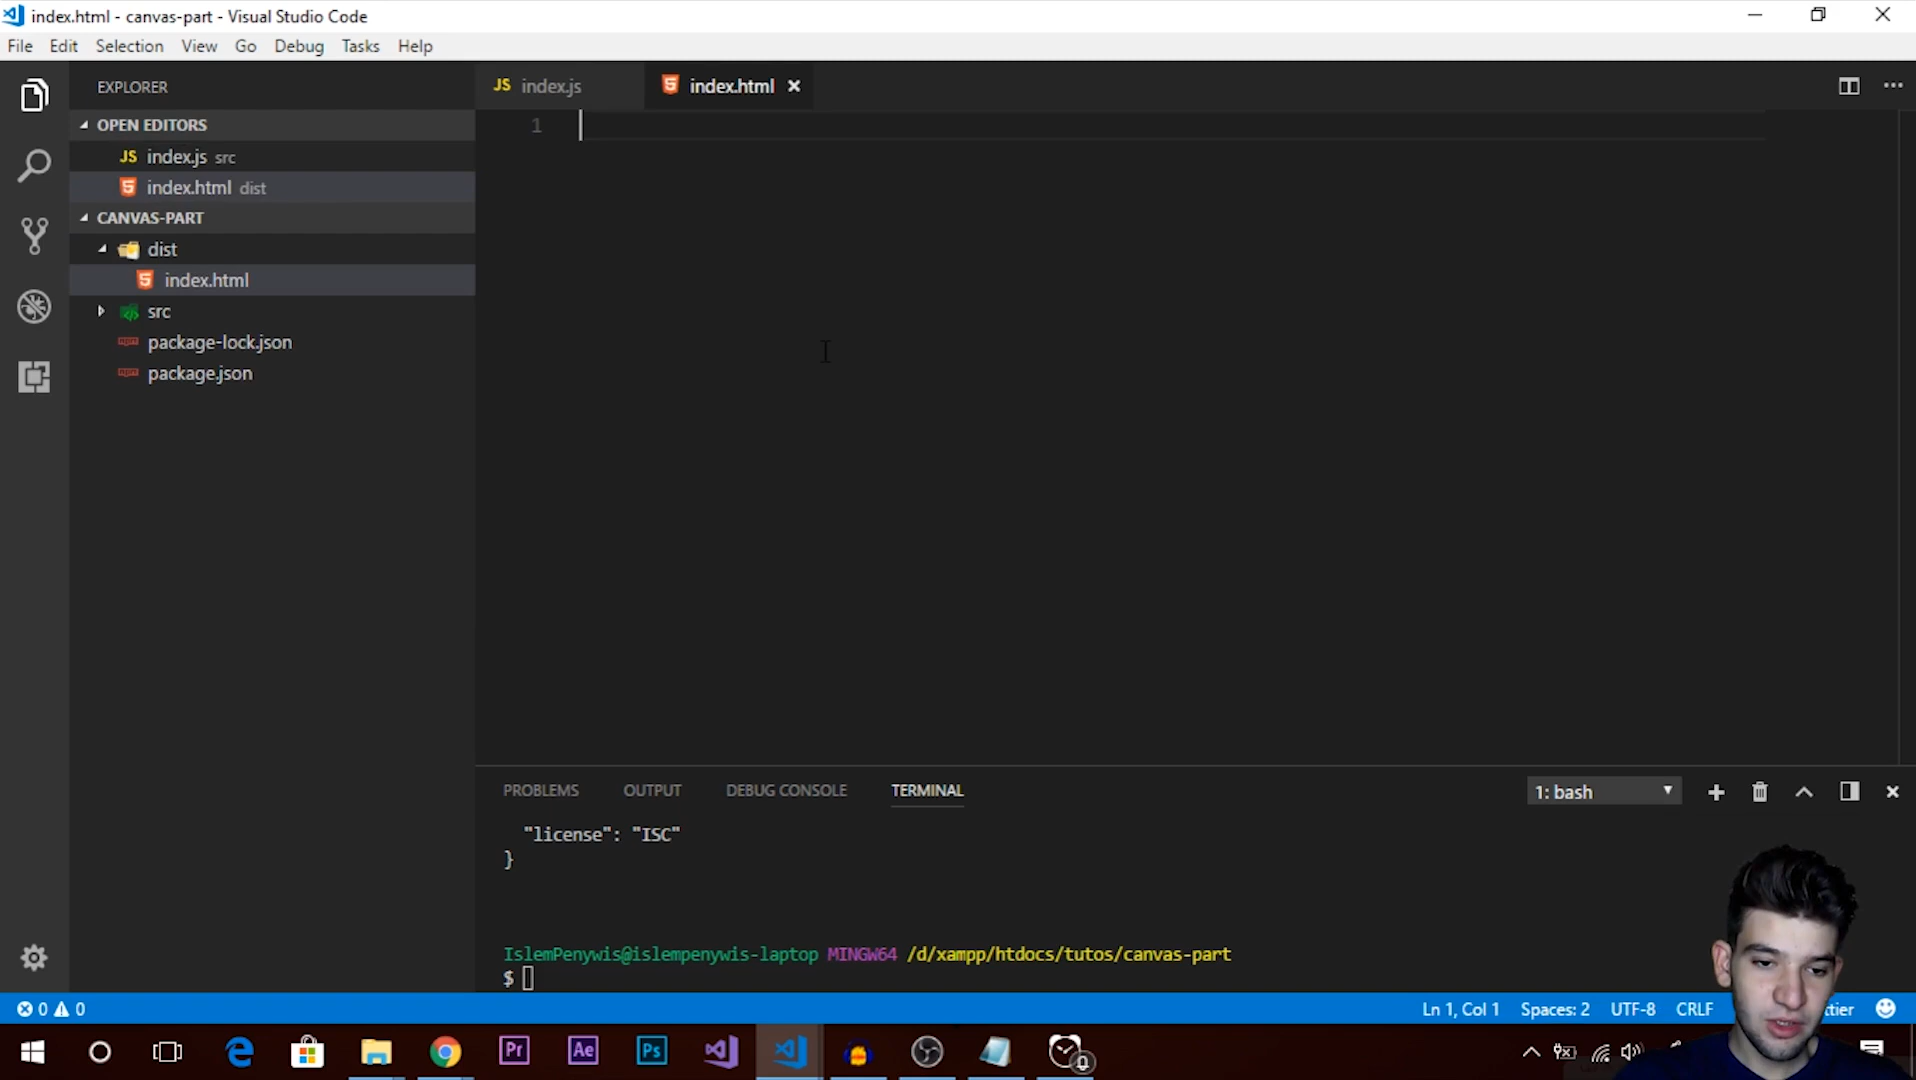 index.html - canvas-part - Visual Studio Code
File Edit Selection View Go Debug Tasks Help
EXPLORER
JS index.js
index.html
OPEN EDITORS
JS index.js src
index.html dist
CANVAS-PART
dist
index.html
src
package-lock.json
package.json
1
PROBLEMS OUTPUT DEBUG CONSOLE TERMINAL
1: bash
"license": "ISC"
}
IslemPenywis@islempenywis-laptop MINGW64 /d/xampp/htdocs/tutos/canvas-part
$
0 0
Ln 1, Col 1 Spaces: 2 UTF-8 CRLF
Pr Ae Ps